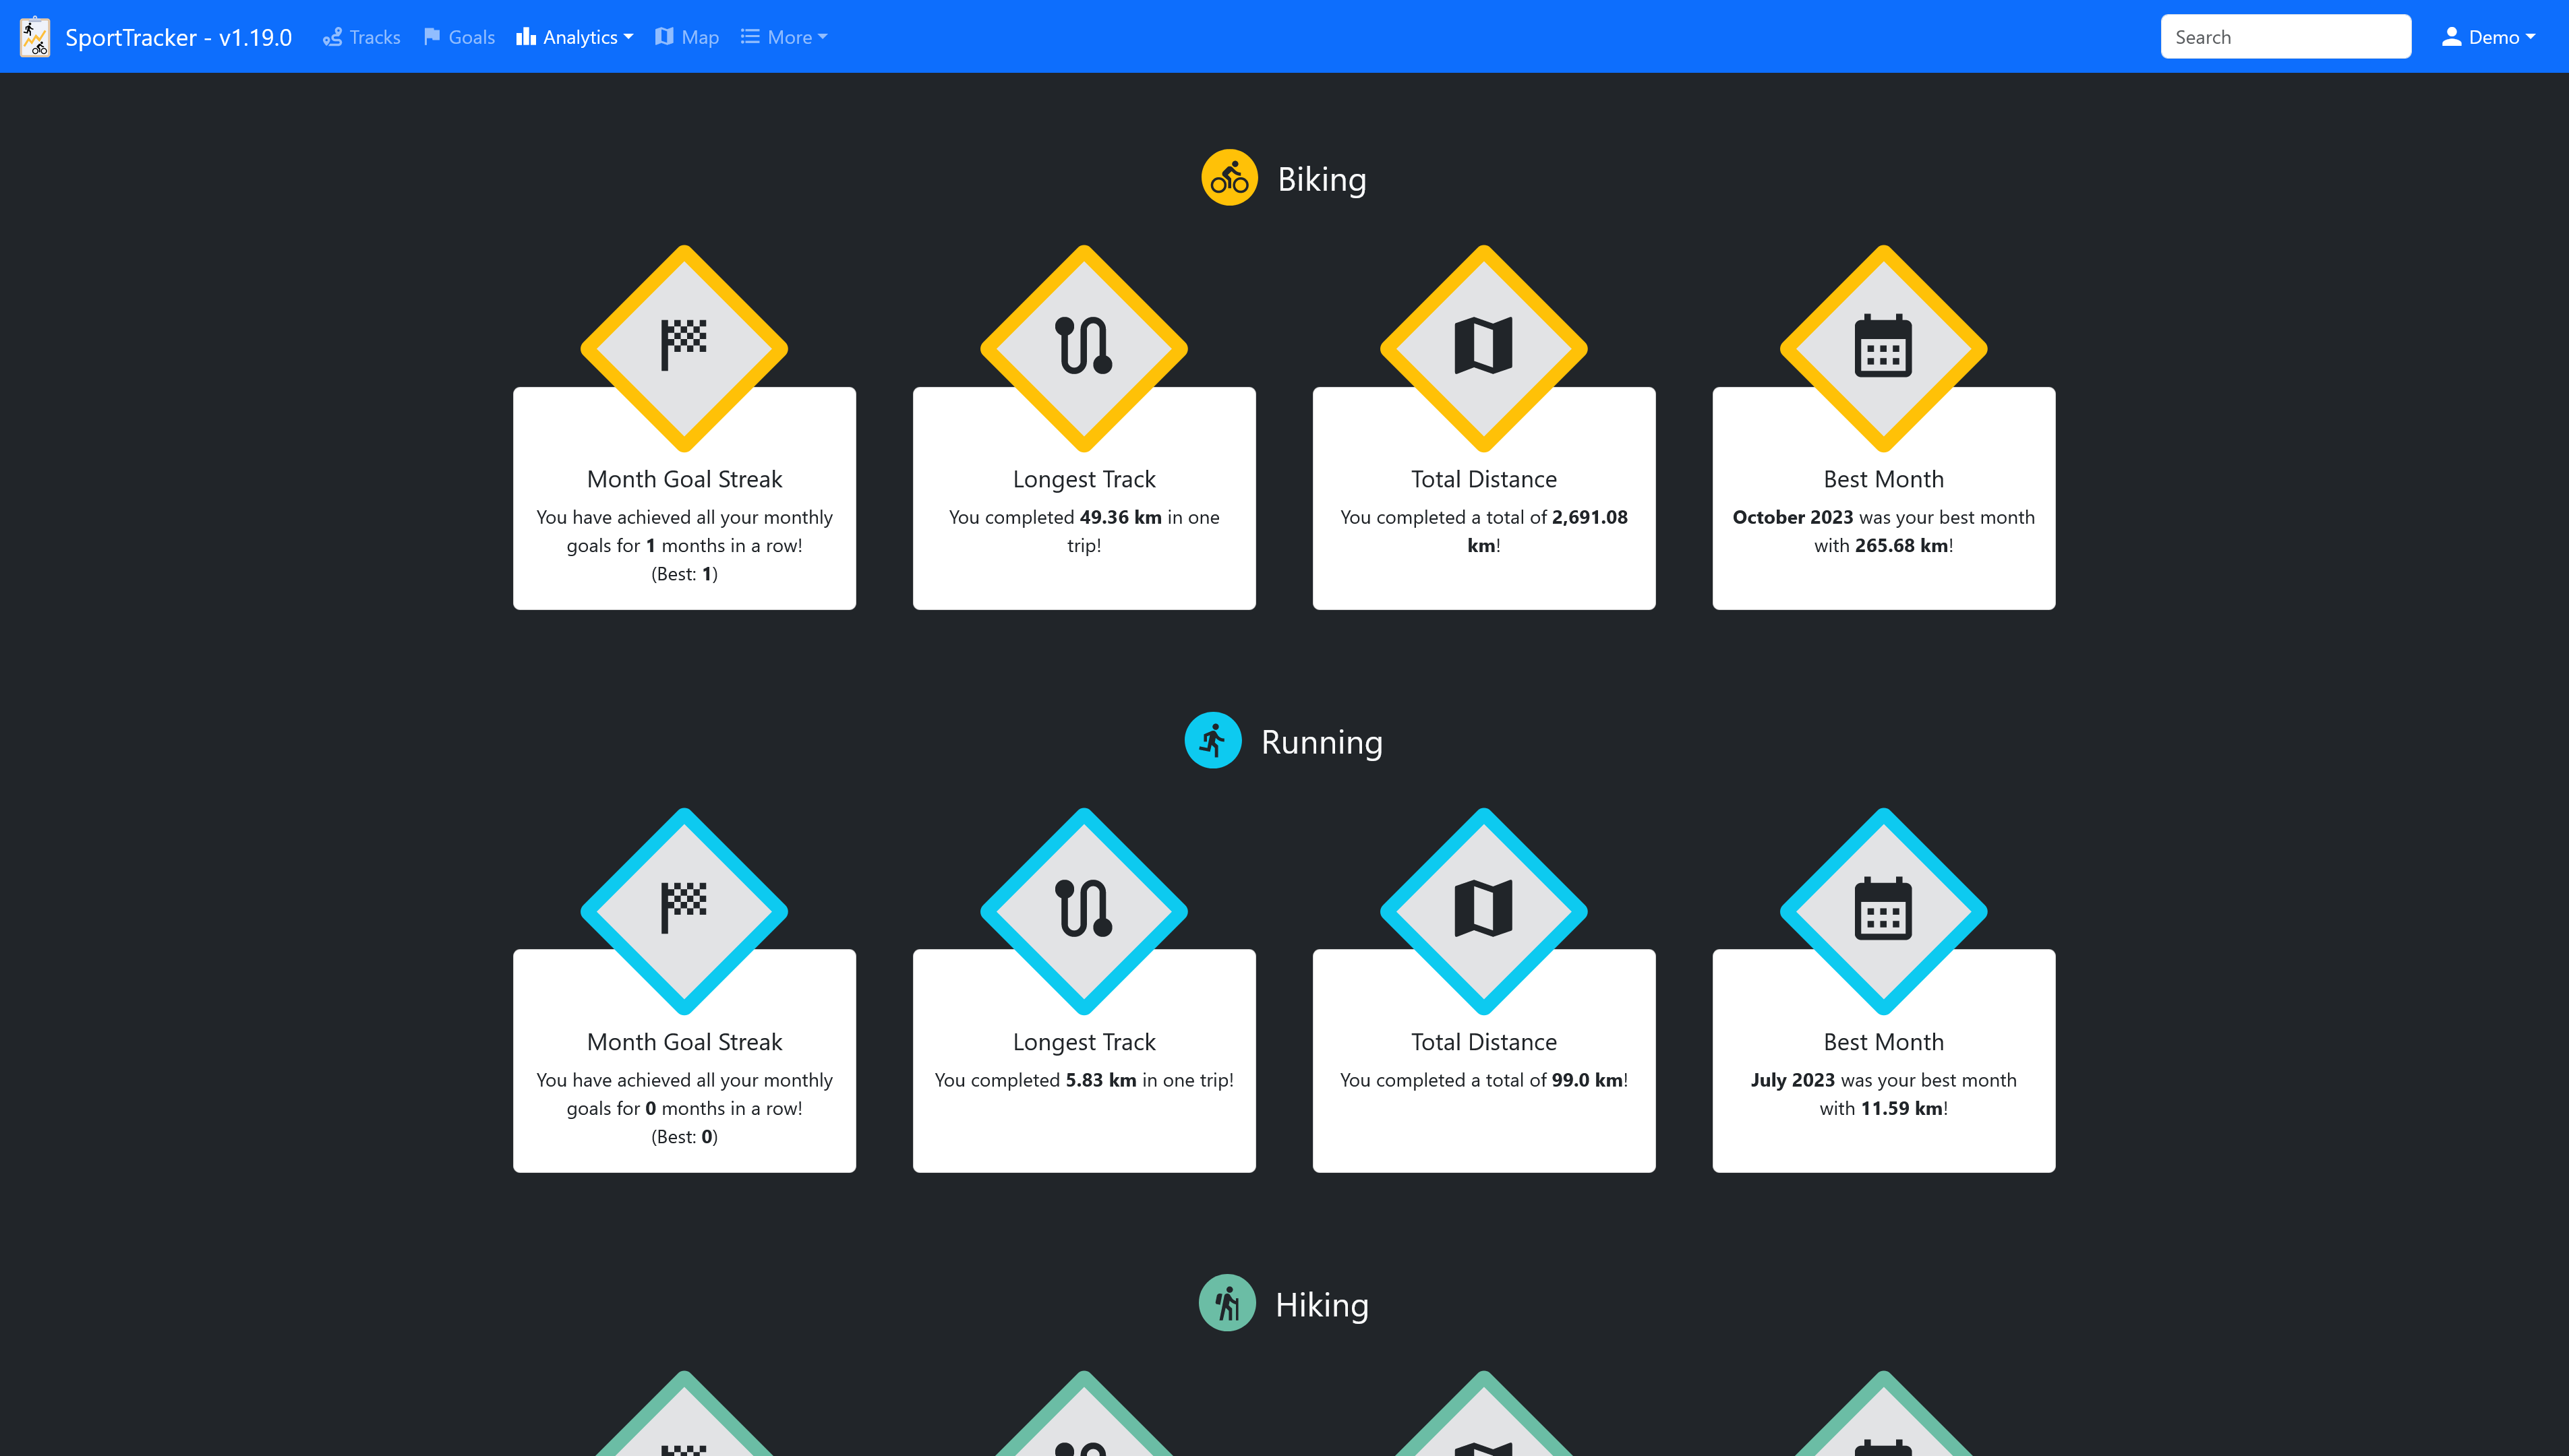 SportTracker - v1.19.0 Tracks Goals Analytics Map More Search Demo
Biking
Month Goal Streak
You have achieved all your monthly
goals for 1 months in a row!
(Best: 1)
Longest Track
You completed 49.36 km in one
trip!
Total Distance
You completed a total of 2,691.08
km!
Best Month
October 2023 was your best month
with 265.68 km!
Running
Month Goal Streak
You have achieved all your monthly
goals for 0 months in a row!
(Best: 0)
Longest Track
You completed 5.83 km in one trip!
Total Distance
You completed a total of 99.0 km!
Best Month
July 2023 was your best month
with 11.59 km!
Hiking